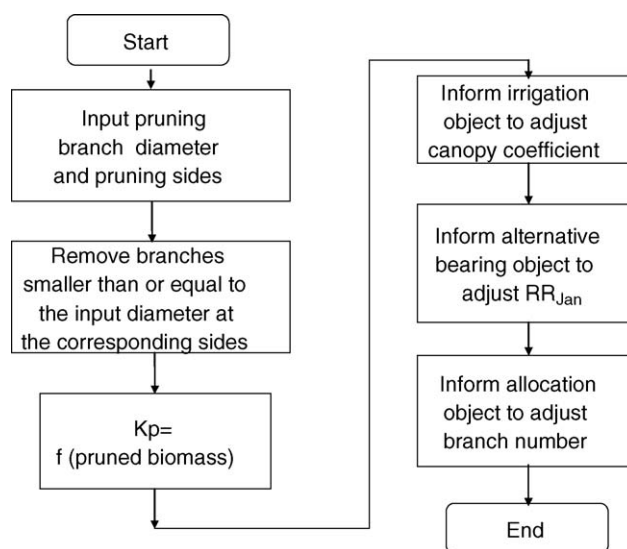 Start
Input pruning
branch diameter
and pruning sides
Remove branches
smaller than or equal to
the input diameter at
the corresponding sides
Kp=
f (pruned biomass)
Inform irrigation
object to adjust
canopy coefficient
Inform alternative
bearing object to
adjust RRJan
Inform allocation
object to adjust
branch number
End